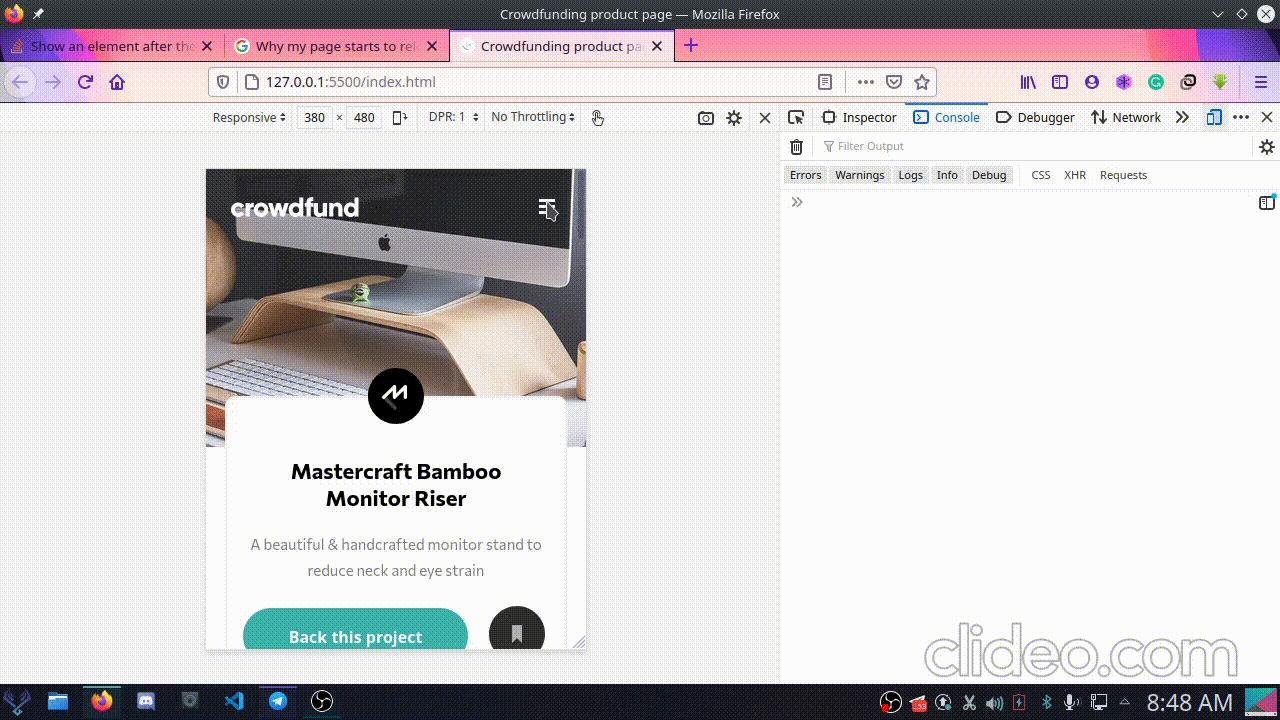 Crowdfunding product page — Mozilla Firefox
Show an element after the
Why my page starts to rel
Crowdfunding product pa
127.0.0.1:5500/index.html
Responsive 380 × 480 DPR: 1 No Throttling
Inspector Console Debugger Network
Filter Output
Errors Warnings Logs Info Debug CSS XHR Requests
crowdfund
Mastercraft Bamboo
Monitor Riser
A beautiful & handcrafted monitor stand to
reduce neck and eye strain
Back this project
clideo.com
8:48 AM